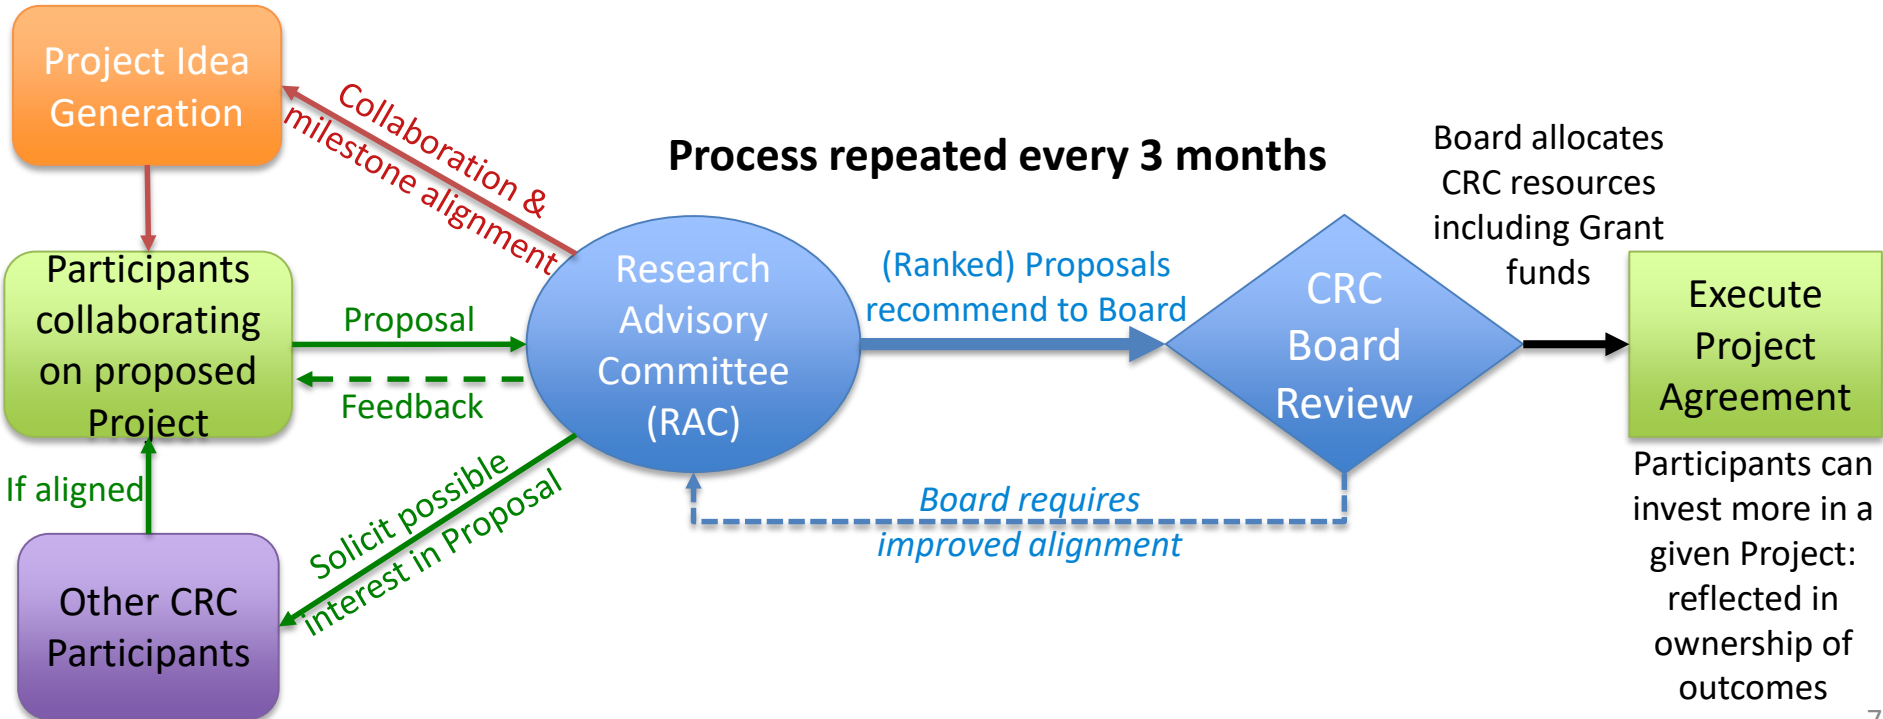 Project Idea
Generation
Collaboration &
milestone alignment
Process repeated every 3 months
Board allocates
CRC resources
including Grant
funds
Participants
collaborating
on proposed
Project
Proposal
Feedback
Research
Advisory
Committee
(RAC)
(Ranked) Proposals
recommend to Board
CRC
Board
Review
Execute
Project
Agreement
If aligned
Solicit possible
interest in Proposal
Board requires
improved alignment
Other CRC
Participants
Participants can
invest more in a
given Project:
reflected in
ownership of
outcomes
7